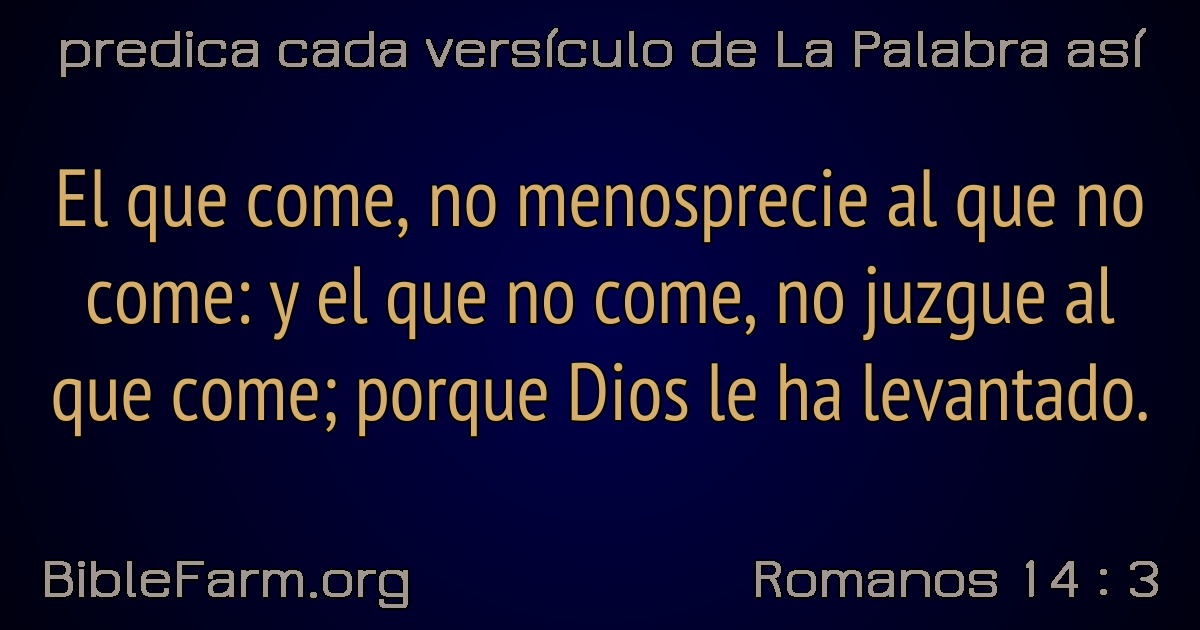 predica cada versículo de La Palabra así
El que come, no menosprecie al que no
come: y el que no come, no juzgue al
que come; porque Dios le ha levantado.
BibleFarm.org
Romanos 14 : 3